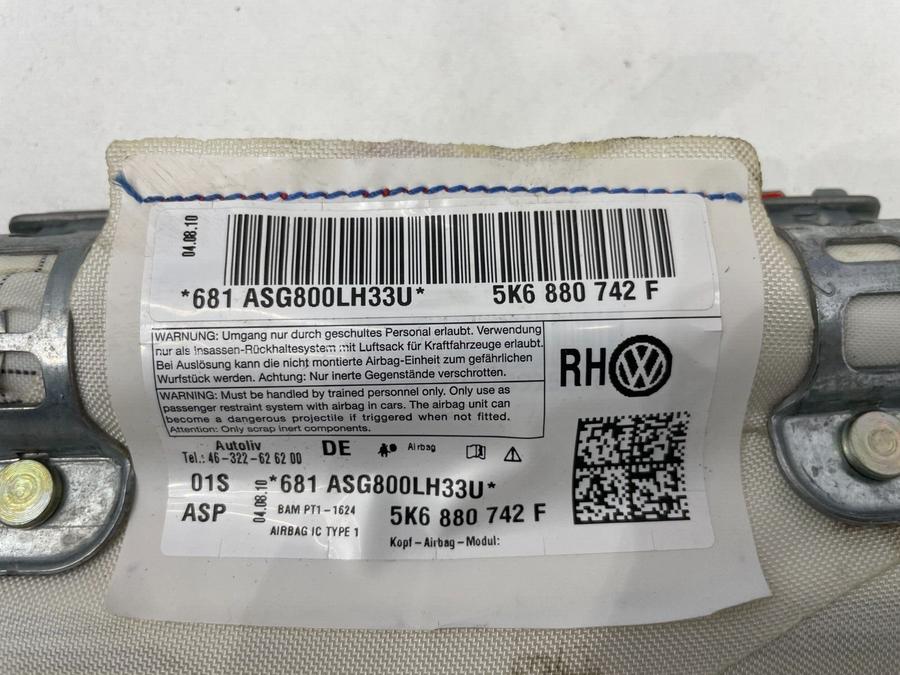 04.08.10
*681 ASG800LH33U* 5K6 880 742 F
WARNUNG: Umgang nur durch geschultes Personal erlaubt. Verwendung
nur als Insassen-Rückhaltesystem mit Luftsack für Kraftfahrzeuge erlaubt.
Bei Auslösung kann die nicht montierte Airbag-Einheit zum gefährlichen
Wurfstück werden. Achtung: Nur inerte Gegenstände verschrotten.
WARNING: Must be handled by trained personnel only. Only use as
passenger restraint system with airbag in cars. The airbag unit can
become a dangerous projectile if triggered when not fitted.
Attention: Only scrap inert components.
RH
Autoliv DE Airbag
Tel.: 46-322-62 62 00
01S *681 ASG800LH33U*
ASP 04.08.10 BAM PT1-1624 5K6 880 742 F
AIRBAG IC TYPE 1 Kopf-Airbag-Modul: